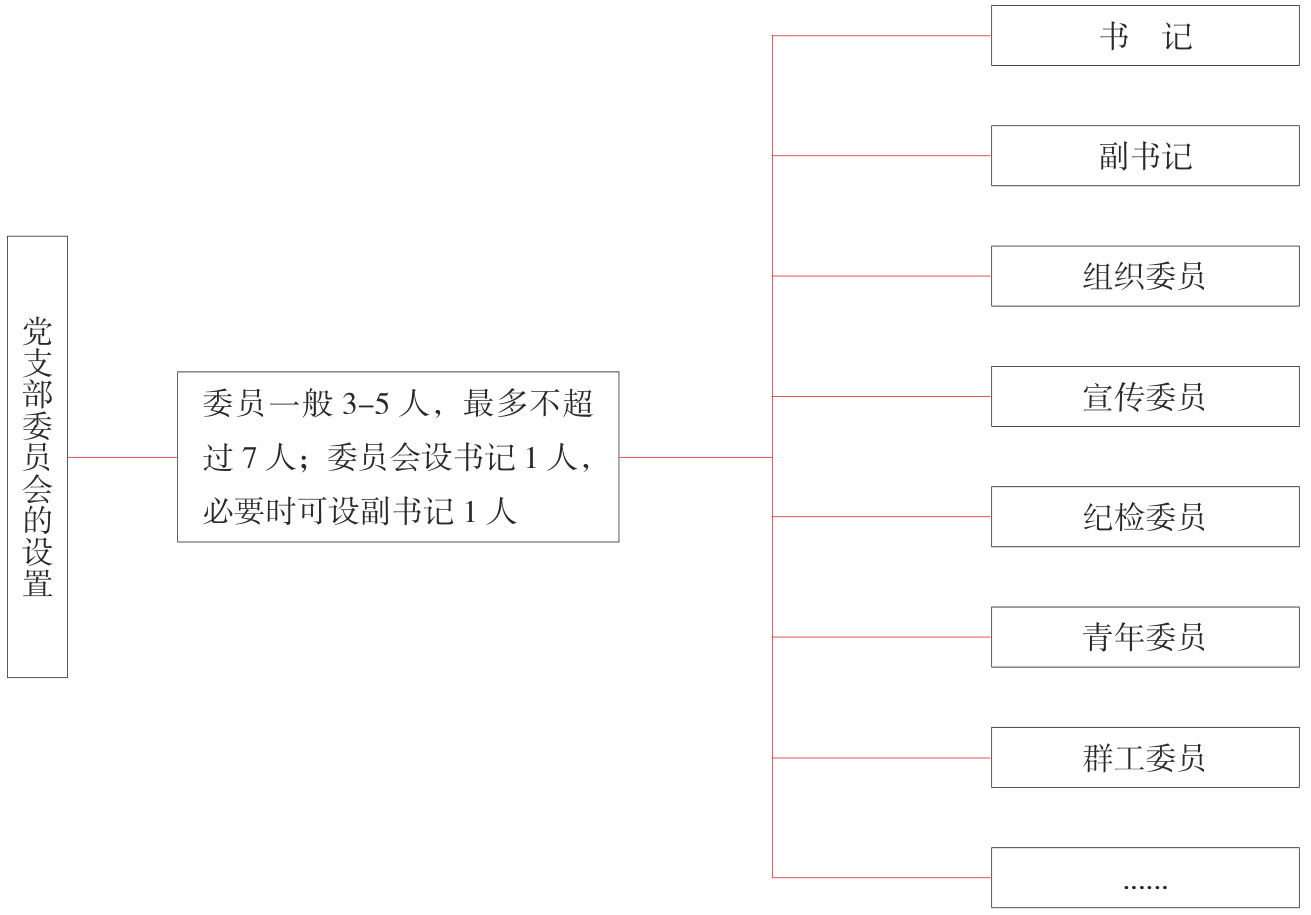 党支部委员会的设置
委员一般 3–5 人，最多不超
过 7 人；委员会设书记 1 人，
必要时可设副书记 1 人
书　记
副书记
组织委员
宣传委员
纪检委员
青年委员
群工委员
……